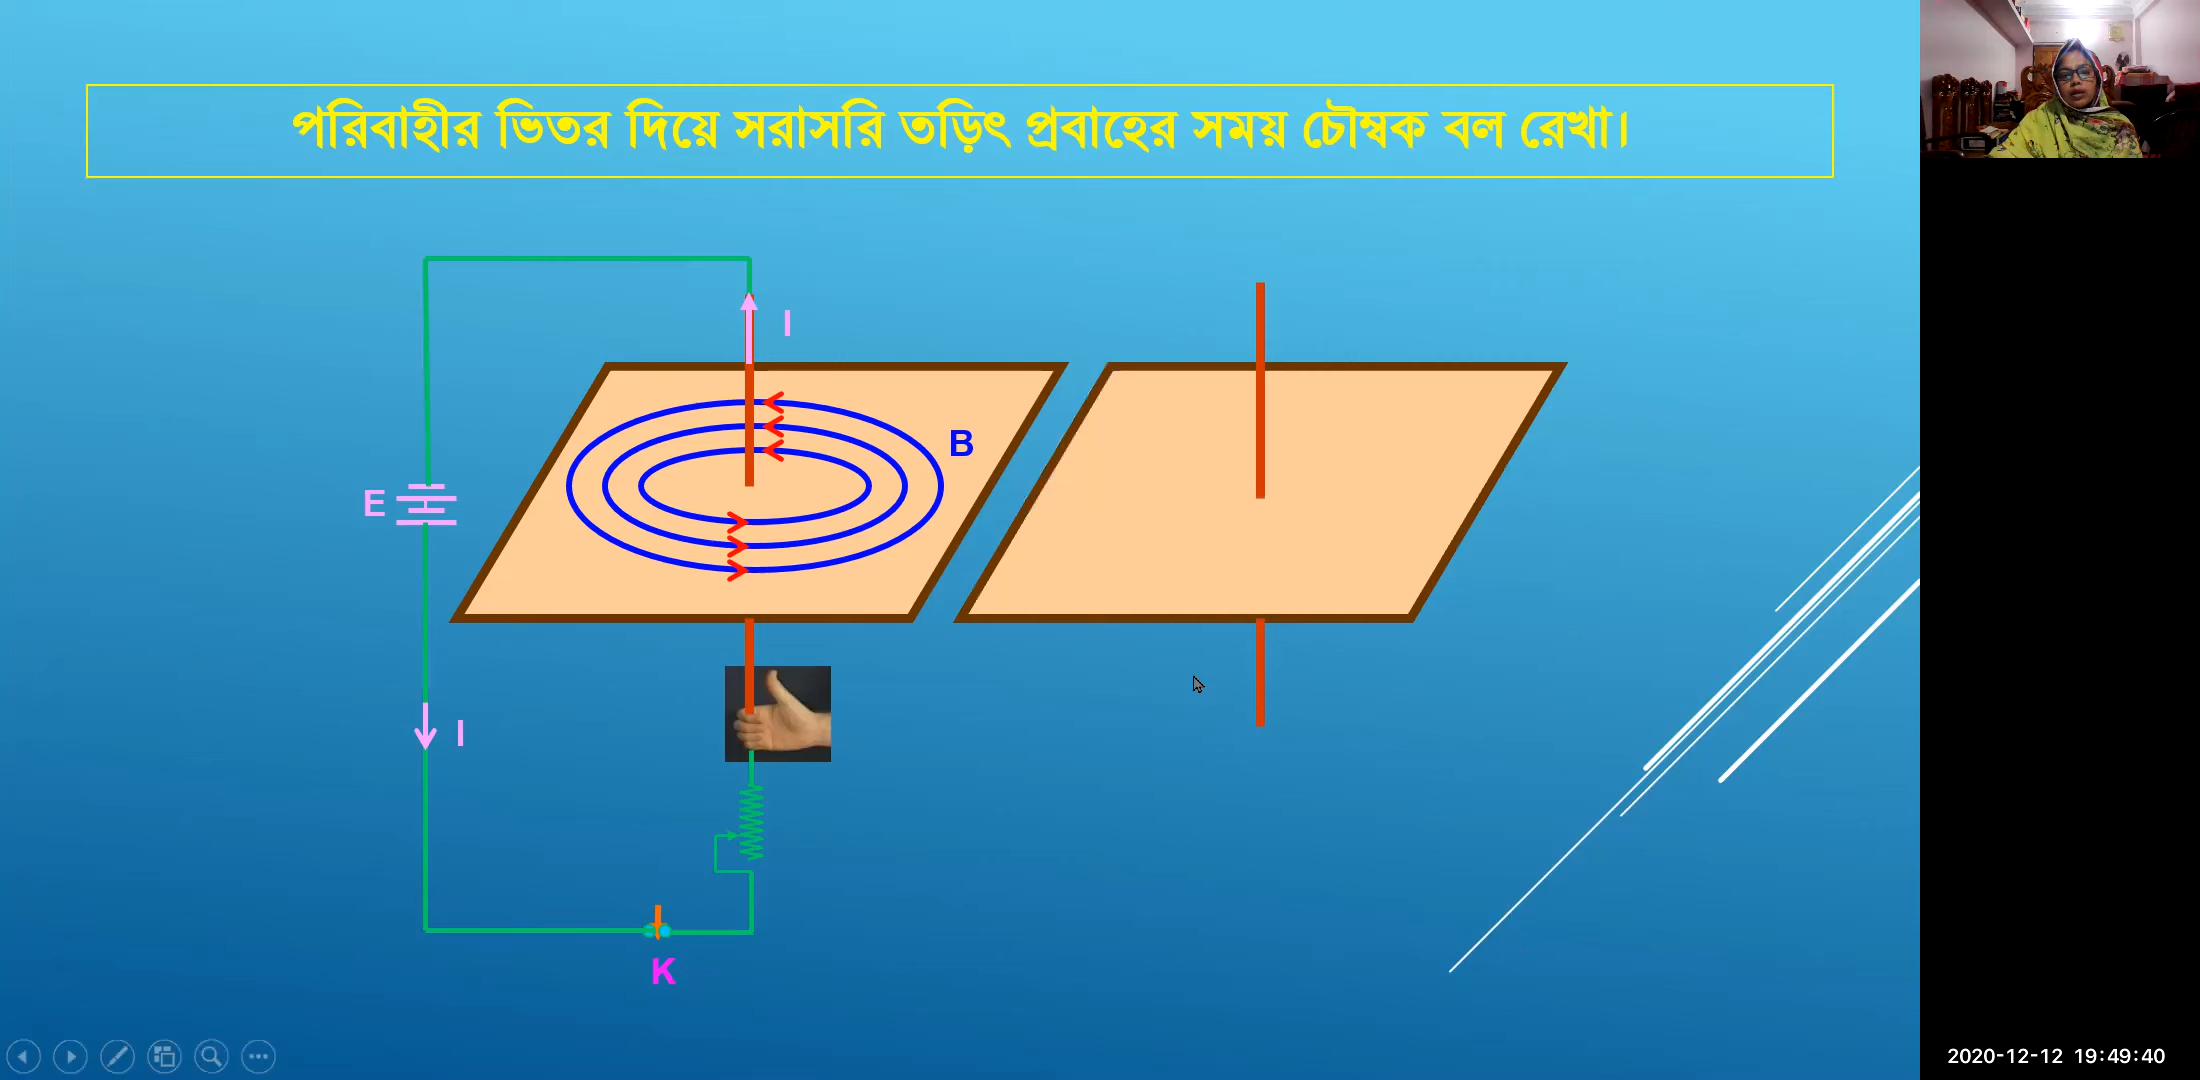 পরিবাহীর ভিতর দিয়ে সরাসরি তড়িৎ প্রবাহের সময় চৌম্বক বল রেখা।
I
B
E
I
K
2020-12-12 19:49:40